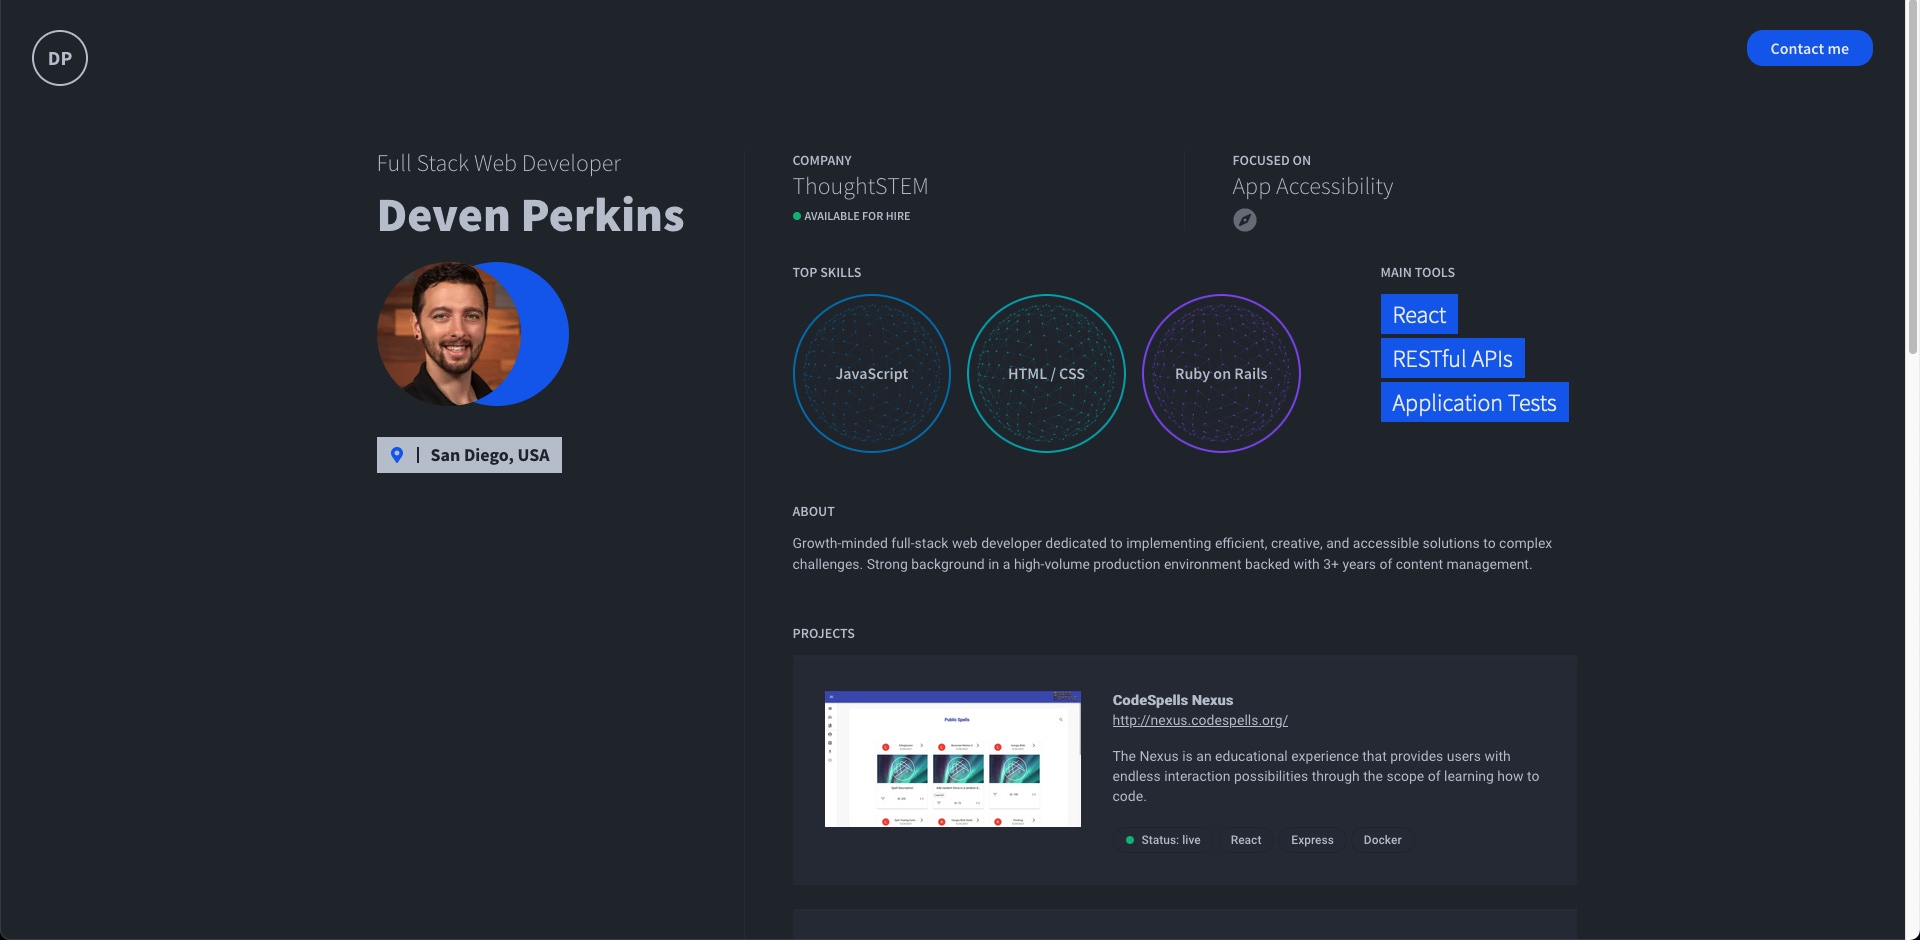 DP
Contact me
Full Stack Web Developer
Deven Perkins
San Diego, USA
COMPANY
ThoughtSTEM
AVAILABLE FOR HIRE
FOCUSED ON
App Accessibility
TOP SKILLS
JavaScript
HTML / CSS
Ruby on Rails
MAIN TOOLS
React
RESTful APIs
Application Tests
ABOUT
Growth-minded full-stack web developer dedicated to implementing efficient, creative, and accessible solutions to complex
challenges. Strong background in a high-volume production environment backed with 3+ years of content management.
PROJECTS
Public Spells
CodeSpells Nexus
http://nexus.codespells.org/
The Nexus is an educational experience that provides users with
endless interaction possibilities through the scope of learning how to
code.
Status: live
React
Express
Docker